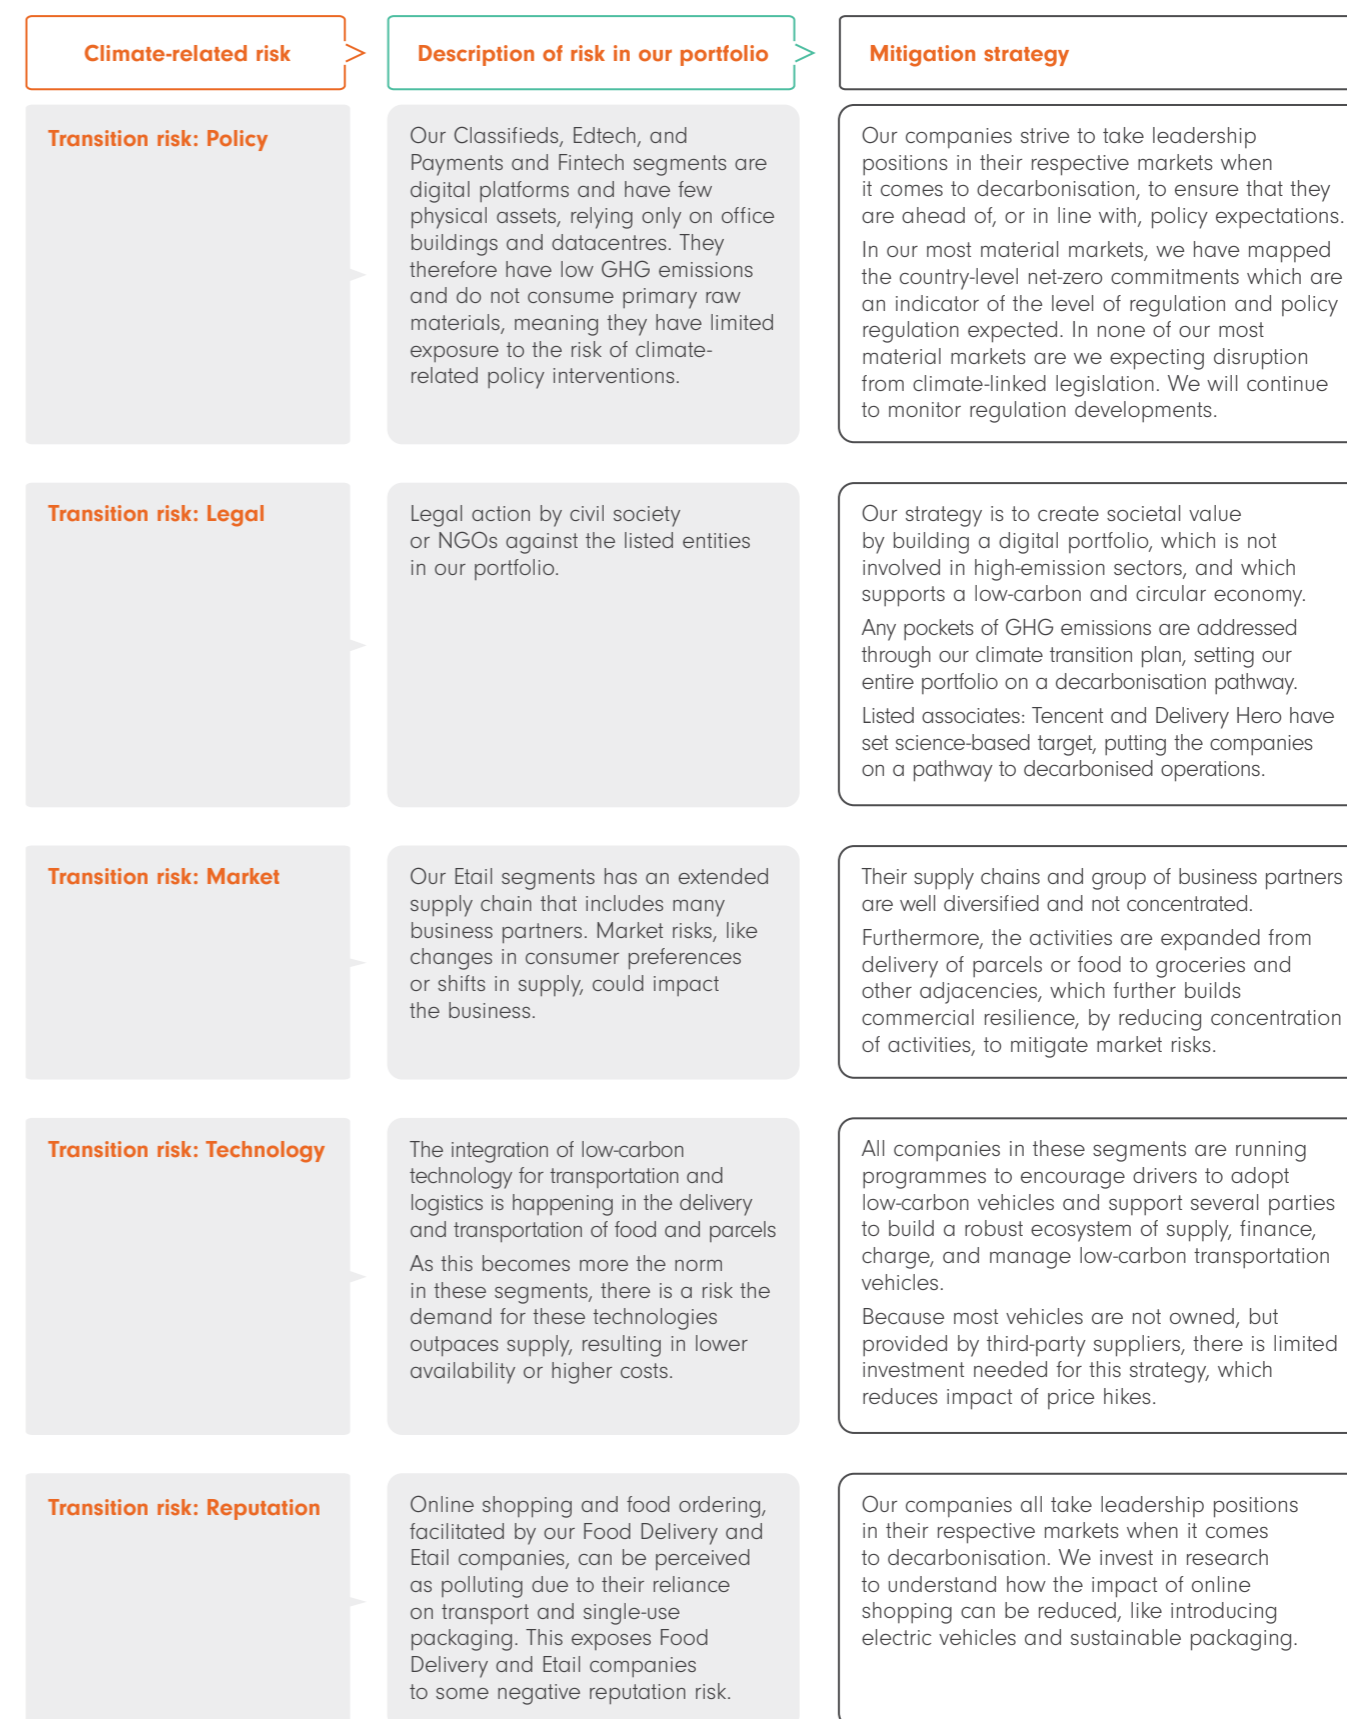 Climate-related risk
Description of risk in our portfolio
Mitigation strategy
Transition risk: Policy
Our Classifieds, Edtech, and
Payments and Fintech segments are
digital platforms and have few
physical assets, relying only on office
buildings and datacentres. They
therefore have low GHG emissions
and do not consume primary raw
materials, meaning they have limited
exposure to the risk of climate-
related policy interventions.
Our companies strive to take leadership
positions in their respective markets when
it comes to decarbonisation, to ensure that they
are ahead of, or in line with, policy expectations.
In our most material markets, we have mapped
the country-level net-zero commitments which are
an indicator of the level of regulation and policy
regulation expected. In none of our most
material markets are we expecting disruption
from climate-linked legislation. We will continue
to monitor regulation developments.
Transition risk: Legal
Legal action by civil society
or NGOs against the listed entities
in our portfolio.
Our strategy is to create societal value
by building a digital portfolio, which is not
involved in high-emission sectors, and which
supports a low-carbon and circular economy.
Any pockets of GHG emissions are addressed
through our climate transition plan, setting our
entire portfolio on a decarbonisation pathway.
Listed associates: Tencent and Delivery Hero have
set science-based target, putting the companies
on a pathway to decarbonised operations.
Transition risk: Market
Our Etail segments has an extended
supply chain that includes many
business partners. Market risks, like
changes in consumer preferences
or shifts in supply, could impact
the business.
Their supply chains and group of business partners
are well diversified and not concentrated.
Furthermore, the activities are expanded from
delivery of parcels or food to groceries and
other adjacencies, which further builds
commercial resilience, by reducing concentration
of activities, to mitigate market risks.
Transition risk: Technology
The integration of low-carbon
technology for transportation and
logistics is happening in the delivery
and transportation of food and parcels
As this becomes more the norm
in these segments, there is a risk the
demand for these technologies
outpaces supply, resulting in lower
availability or higher costs.
All companies in these segments are running
programmes to encourage drivers to adopt
low-carbon vehicles and support several parties
to build a robust ecosystem of supply, finance,
charge, and manage low-carbon transportation
vehicles.
Because most vehicles are not owned, but
provided by third-party suppliers, there is limited
investment needed for this strategy, which
reduces impact of price hikes.
Transition risk: Reputation
Online shopping and food ordering,
facilitated by our Food Delivery and
Etail companies, can be perceived
as polluting due to their reliance
on transport and single-use
packaging. This exposes Food
Delivery and Etail companies
to some negative reputation risk.
Our companies all take leadership positions
in their respective markets when it comes
to decarbonisation. We invest in research
to understand how the impact of online
shopping can be reduced, like introducing
electric vehicles and sustainable packaging.